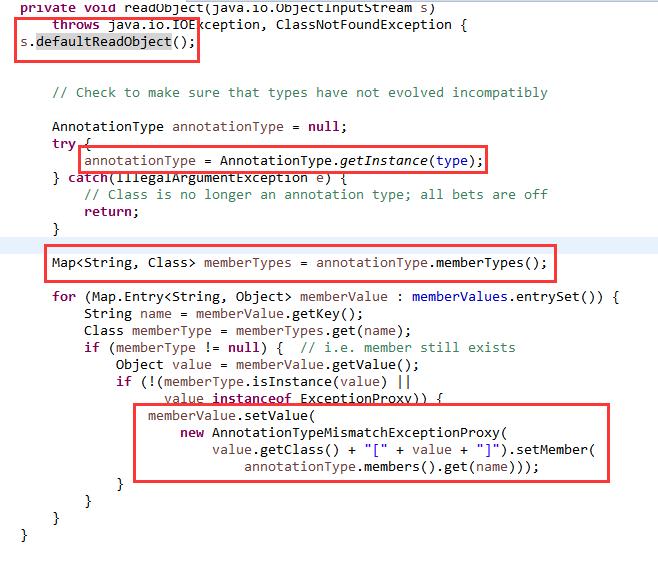 private void readObject(java.io.ObjectInputStream s)
throws java.io.IOException, ClassNotFoundException {
s.defaultReadObject();
// Check to make sure that types have not evolved incompatibly
AnnotationType annotationType = null;
try {
annotationType = AnnotationType.getInstance(type);
} catch(IllegalArgumentException e) {
// Class is no longer an annotation type; all bets are off
return;
}
Map<String, Class> memberTypes = annotationType.memberTypes();
for (Map.Entry<String, Object> memberValue : memberValues.entrySet()) {
String name = memberValue.getKey();
Class memberType = memberTypes.get(name);
if (memberType != null) {  // i.e. member still exists
Object value = memberValue.getValue();
if (!(memberType.isInstance(value) ||
value instanceof ExceptionProxy)) {
memberValue.setValue(
new AnnotationTypeMismatchExceptionProxy(
value.getClass() + "[" + value + "]").setMember(
annotationType.members().get(name)));
}
}
}
}